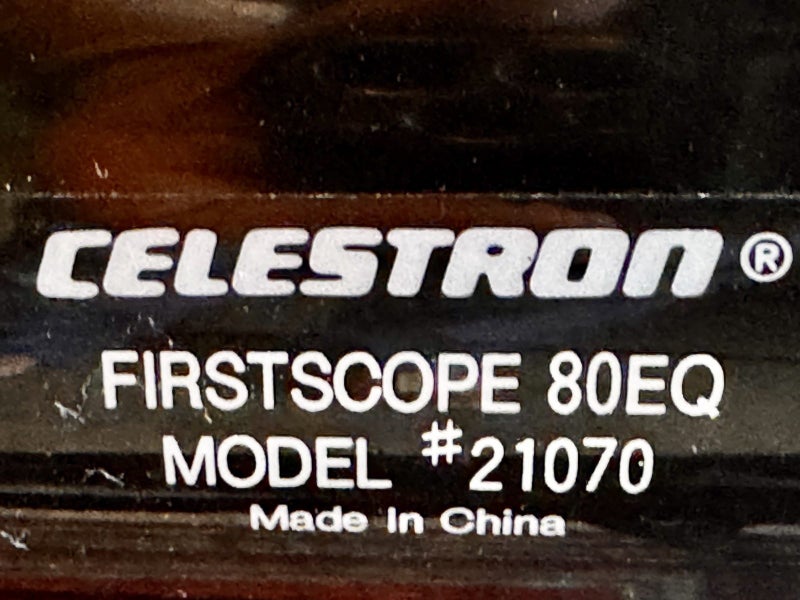 CELESTRON®
FIRSTSCOPE 80EQ
MODEL #21070
Made In China